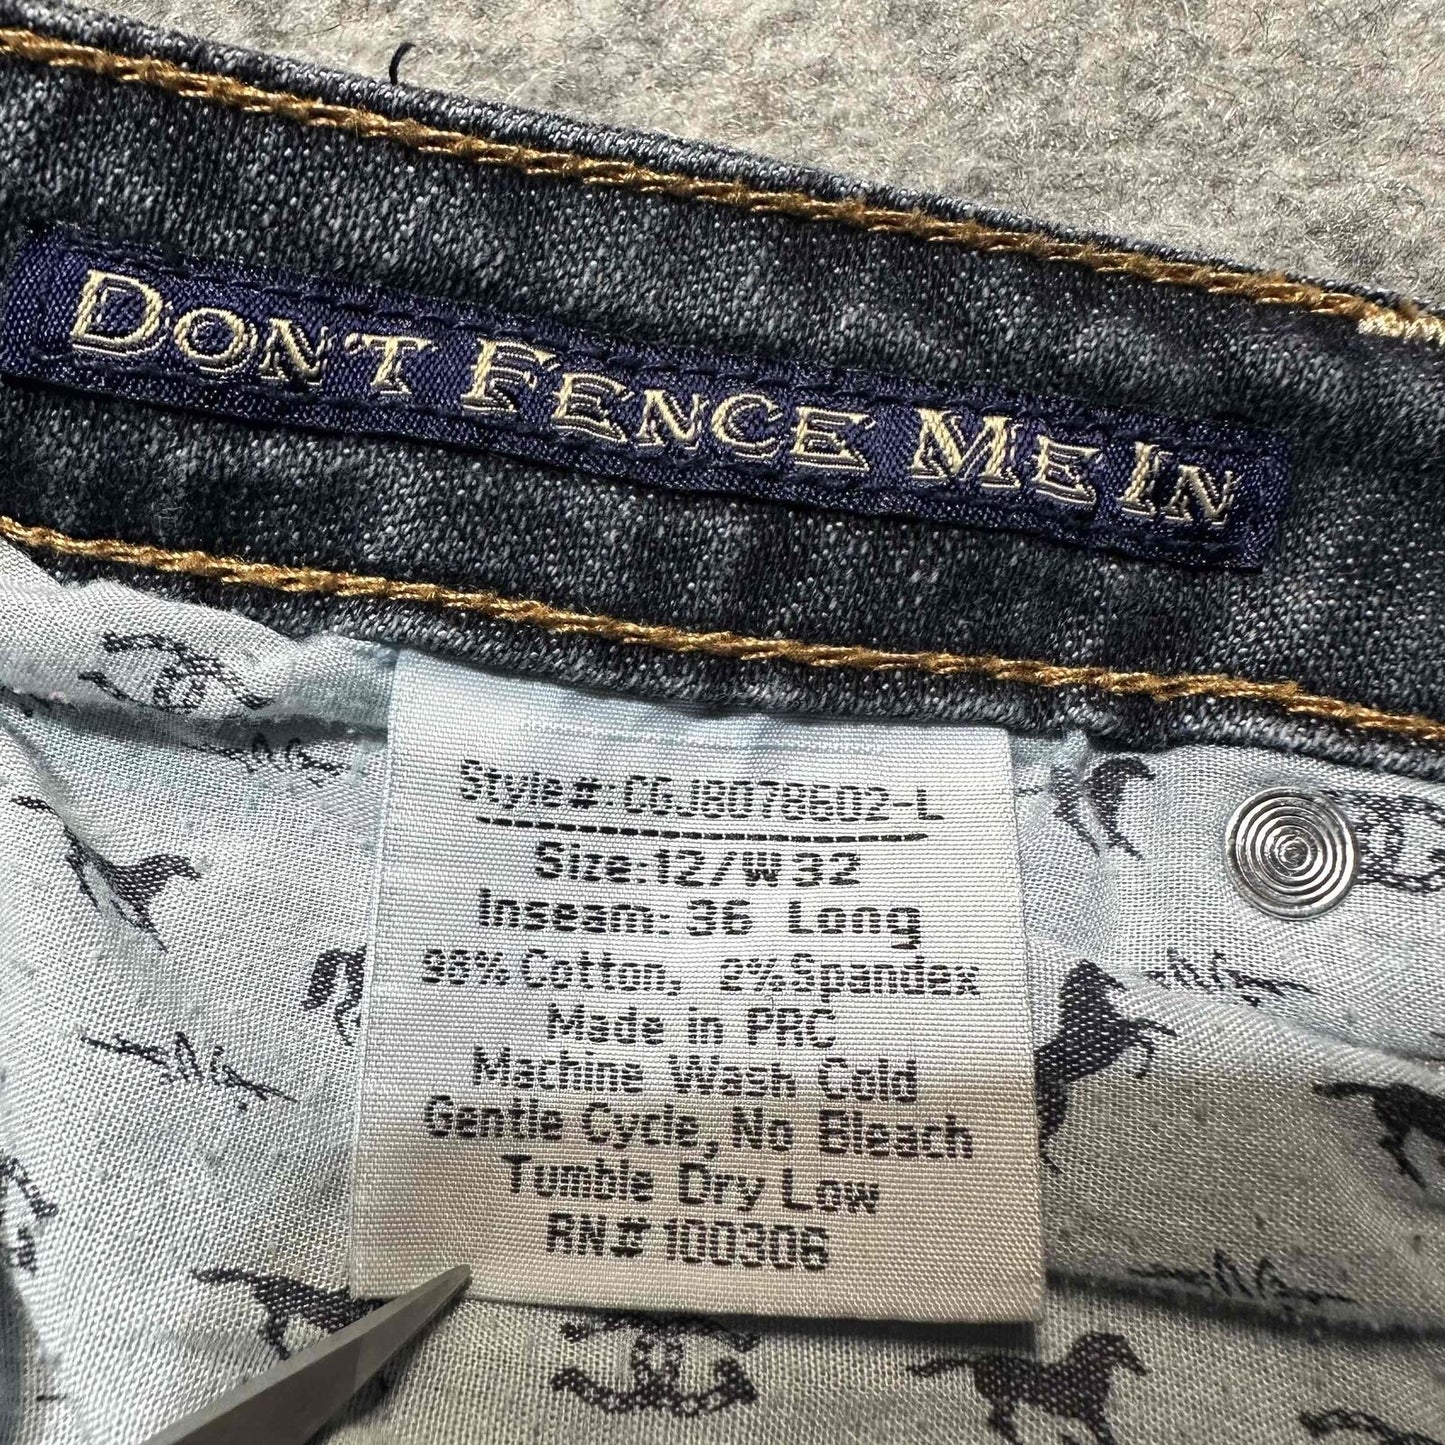 DON'T FENCE ME IN
Style#: CGJ8078602-L
Size:12/W32
Inseam: 36 Long
98% Cotton, 2%Spandex
Made in PRC
Machine Wash Cold
Gentle Cycle, No Bleach
Tumble Dry Low
RN# 100306